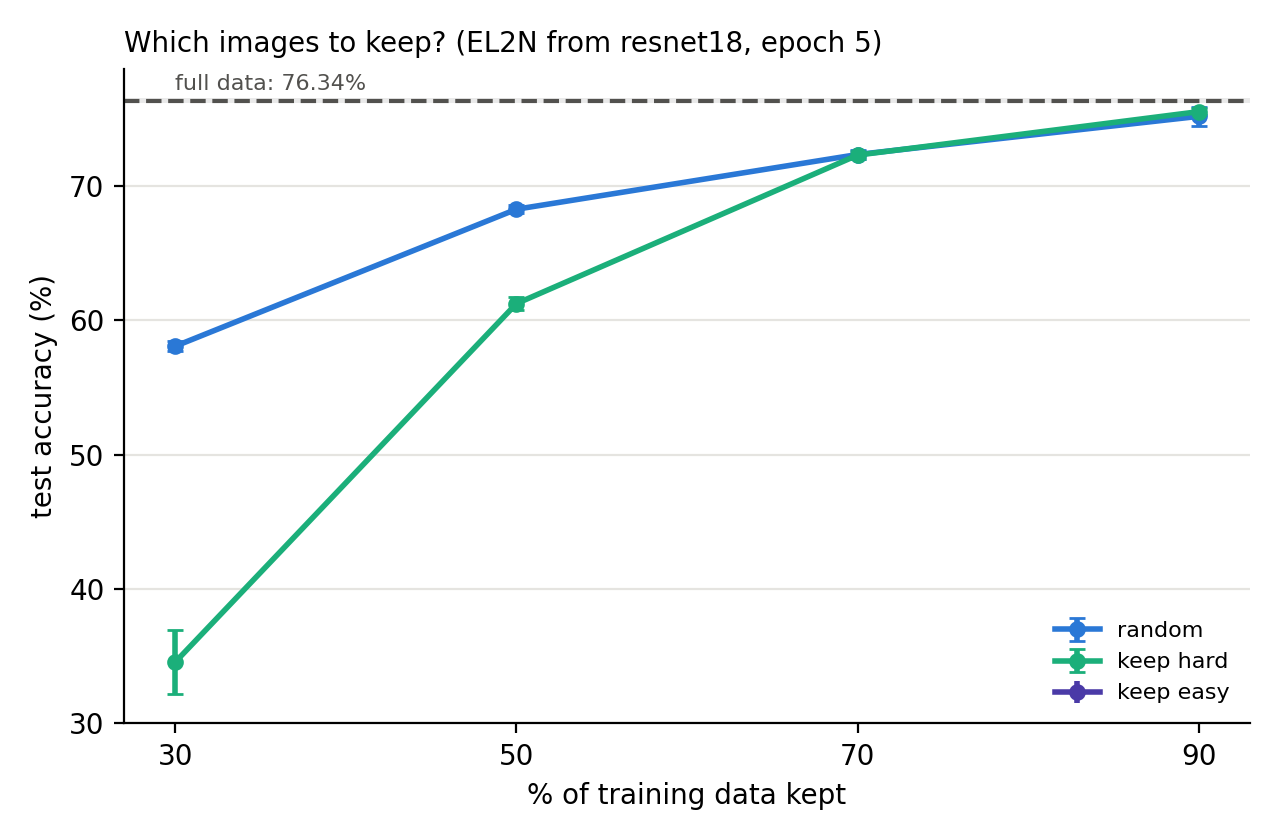 Which images to keep? (EL2N from resnet18, epoch 5)
full data: 76.34%
70
60
50
40
30
test accuracy (%)
random
keep hard
keep easy
30
50
70
90
% of training data kept